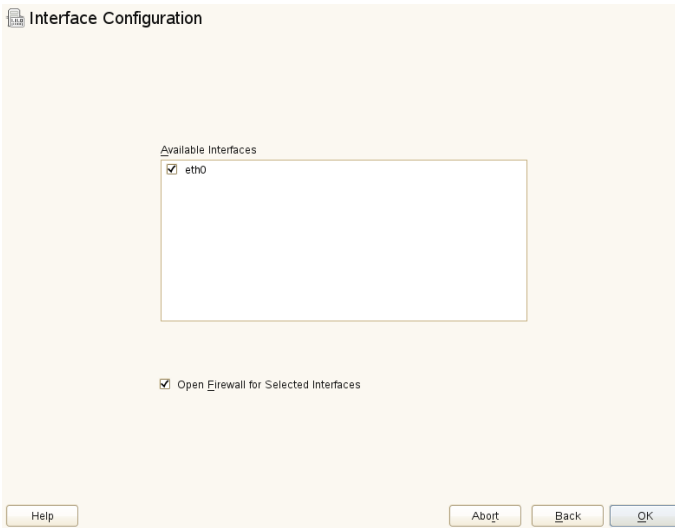 Interface Configuration
Available Interfaces
eth0
Open Firewall for Selected Interfaces
Help
Abort
Back
OK